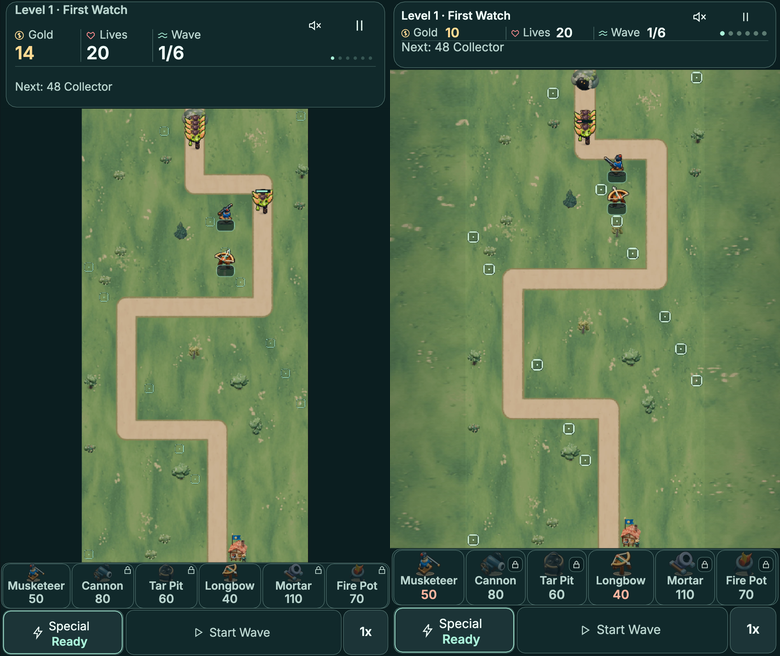 Level 1 · First Watch
Gold
Lives
Wave
14
20
1/6
Next: 48 Collector
Musketeer
50
Cannon
80
Tar Pit
60
Longbow
40
Mortar
110
Fire Pot
70
Special
Ready
Start Wave
1x
Level 1 · First Watch
Gold 10
Lives 20
Wave 1/6
Next: 48 Collector
Musketeer
50
Cannon
80
Tar Pit
60
Longbow
40
Mortar
110
Fire Pot
70
Special
Ready
Start Wave
1x